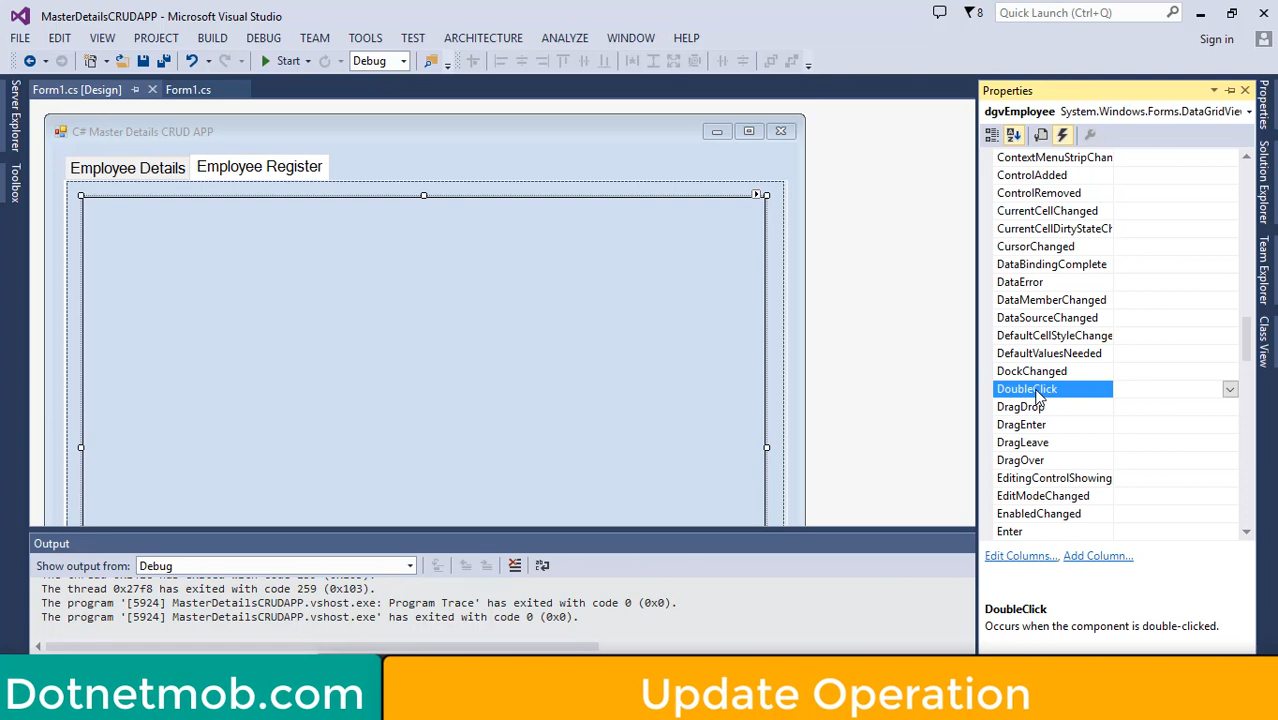 MasterDetailsCRUDAPP - Microsoft Visual Studio
8
Quick Launch (Ctrl+Q)
FILE EDIT VIEW PROJECT BUILD DEBUG TEAM TOOLS TEST ARCHITECTURE ANALYZE WINDOW HELP
Sign in
Start Debug
Server Explorer
Toolbox
Form1.cs [Design] Form1.cs
C# Master Details CRUD APP
Employee Details Employee Register
Properties
dgvEmployee System.Windows.Forms.DataGridVie
ContextMenuStripChan
ControlAdded
ControlRemoved
CurrentCellChanged
CurrentCellDirtyStateCh
CursorChanged
DataBindingComplete
DataError
DataMemberChanged
DataSourceChanged
DefaultCellStyleChange
DefaultValuesNeeded
DockChanged
DoubleClick
DragDrop
DragEnter
DragLeave
DragOver
EditingControlShowing
EditModeChanged
EnabledChanged
Enter
Edit Columns..., Add Column...
DoubleClick
Occurs when the component is double-clicked.
Properties
Solution Explorer
Team Explorer
Class View
Output
Show output from: Debug
The program '[5924] MasterDetailsCRUDAPP.vshost.exe: Program Trace' has exited with code 0 (0x0).
The thread 0x27f8 has exited with code 259 (0x103).
The program '[5924] MasterDetailsCRUDAPP.vshost.exe' has exited with code 0 (0x0).
Dotnetmob.com
Update Operation